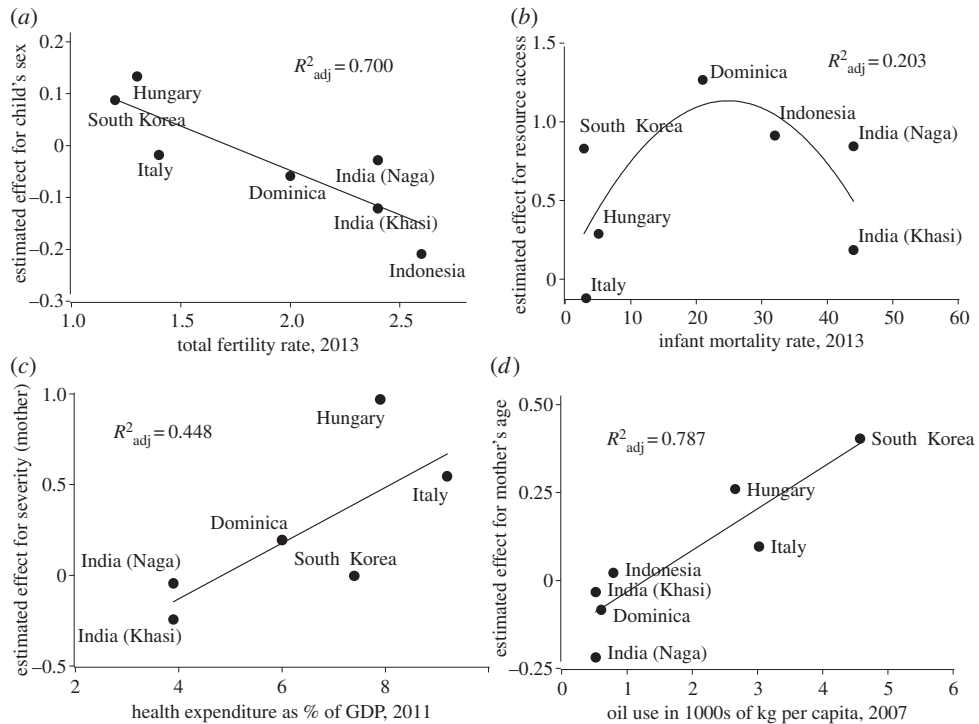 (a)
estimated effect for child's sex
0.2
0.1
0
–0.1
–0.2
–0.3
R²adj = 0.700
Hungary
South Korea
Italy
India (Naga)
Dominica
India (Khasi)
Indonesia
1.0 1.5 2.0 2.5
total fertility rate, 2013
(b)
estimated effect for resource access
1.5
1.0
0.5
0
R²adj = 0.203
Dominica
Indonesia
South Korea
India (Naga)
Hungary
India (Khasi)
Italy
0 10 20 30 40 50 60
infant mortality rate, 2013
(c)
estimated effect for severity (mother)
1.0
0.5
0
–0.5
R²adj = 0.448
Hungary
Italy
Dominica
South Korea
India (Naga)
India (Khasi)
2 4 6 8
health expenditure as % of GDP, 2011
(d)
estimated effect for mother's age
0.50
0.25
0
–0.25
R²adj = 0.787
South Korea
Hungary
Italy
Indonesia
India (Khasi)
Dominica
India (Naga)
0 1 2 3 4 5 6
oil use in 1000s of kg per capita, 2007